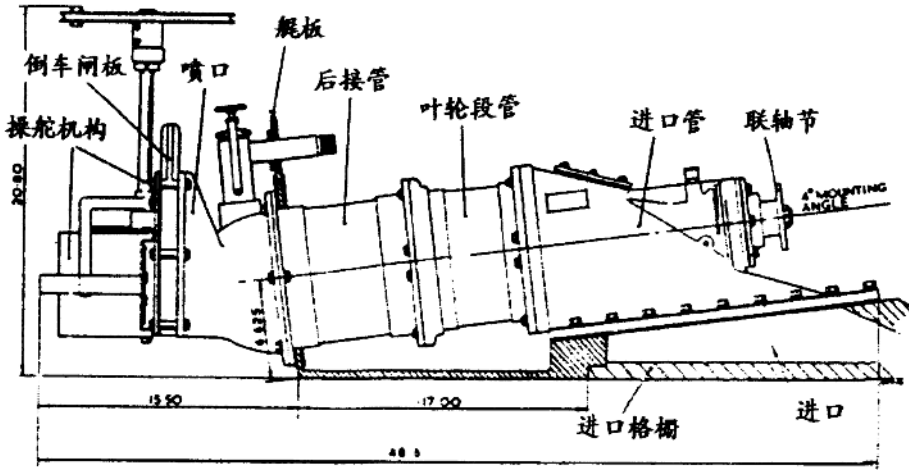 艉板
倒车闸板
喷口
后接管
叶轮段管
操舵机构
进口管
联轴节
20·80
4° MOUNTING
ANGLE
15·50
17·00
进口格栅
进口